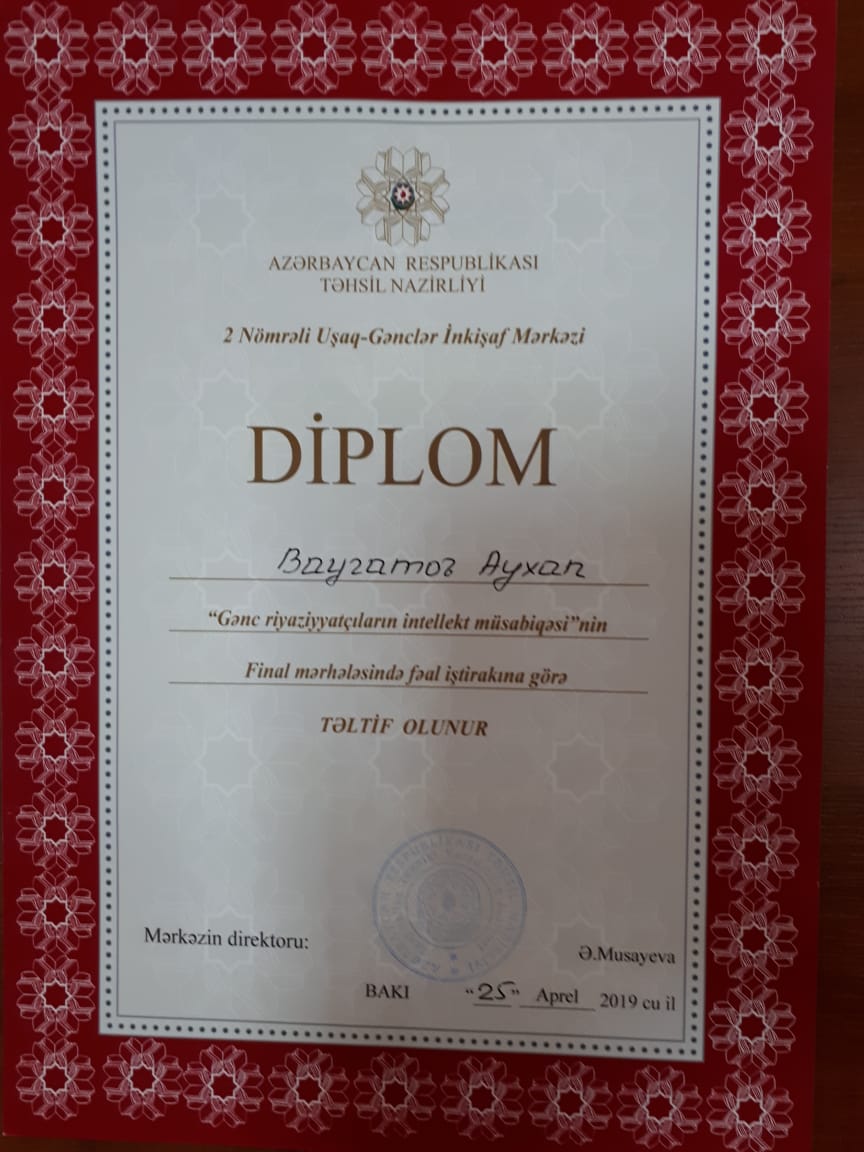 AZƏRBAYCAN RESPUBLİKASI
TƏHSİL NAZİRLİYİ
2 Nömrəli Uşaq-Gənclər İnkişaf Mərkəzi
DİPLOM
Bayramov Ayxan
“Gənc riyaziyyatçıların intellekt müsabiqəsi”nin
Final mərhələsində fəal iştirakına görə
TƏLTİF OLUNUR
Mərkəzin direktoru:
Ə.Musayeva
BAKI “25” Aprel 2019 cu il